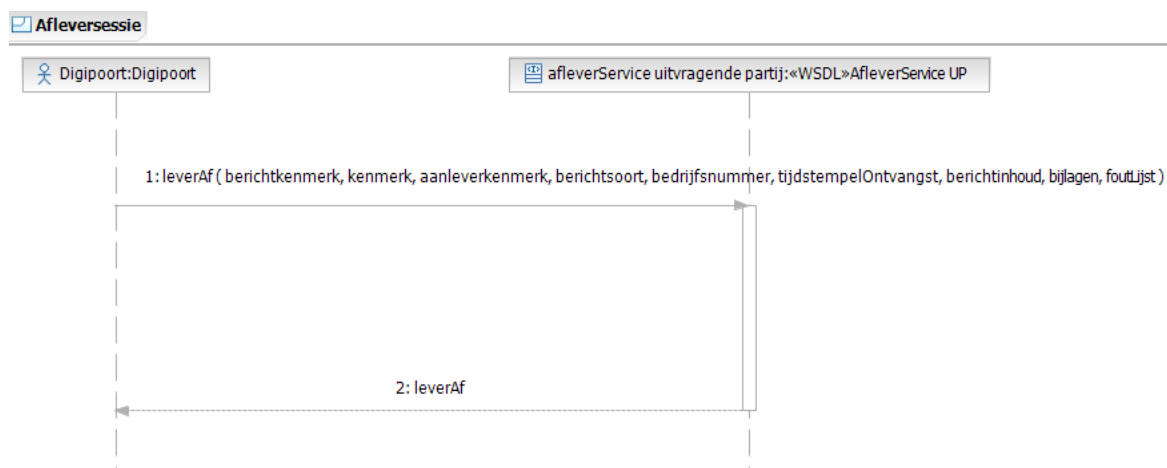 Afleversessie
Digipoort:Digipoort
afleverService uitvragende partij:«WSDL»AfleverService UP
1: leverAf ( berichtkenmerk, kenmerk, aanleverkenmerk, berichtsoort, bedrijfsnummer, tijdstempelOntvangst, berichtinhoud, bijlagen, foutLijst )
2: leverAf